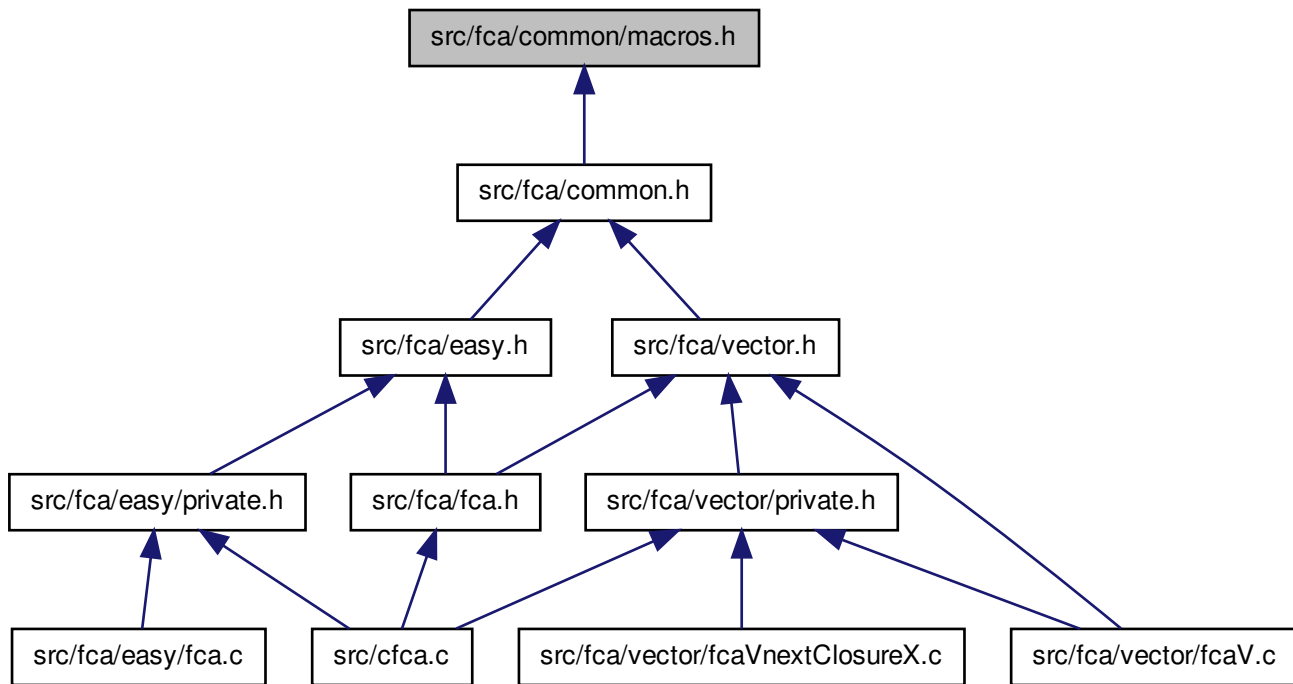 src/fca/common/macros.h
src/fca/common.h
src/fca/easy.h
src/fca/vector.h
src/fca/easy/private.h
src/fca/fca.h
src/fca/vector/private.h
src/fca/easy/fca.c
src/cfca.c
src/fca/vector/fcaVnextClosureX.c
src/fca/vector/fcaV.c